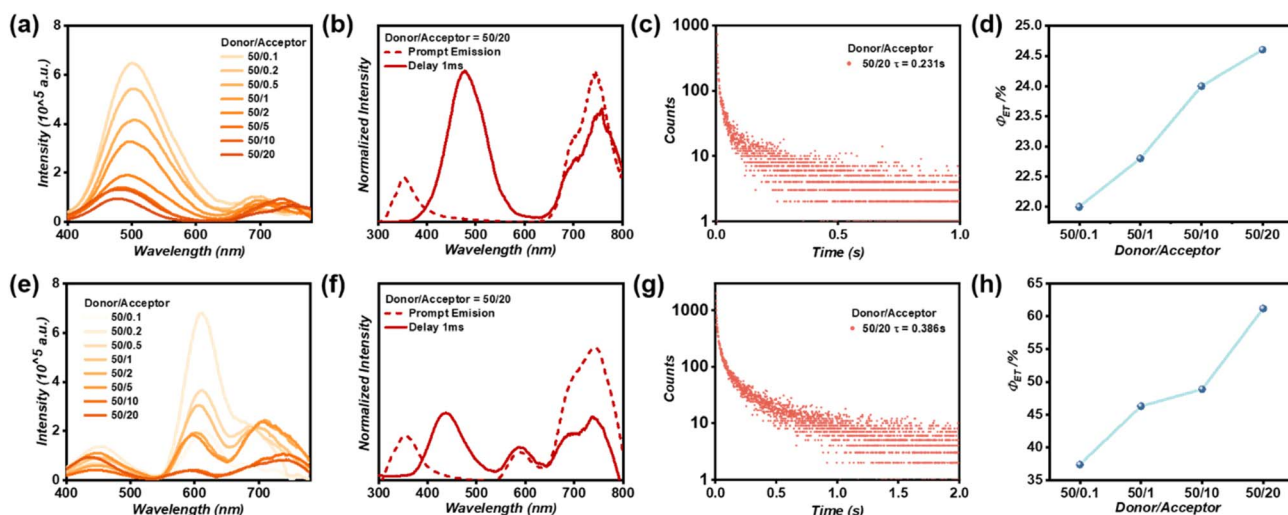 (a)
8
6
4
2
0
Intensity (10^5 a.u.)
Donor/Acceptor
50/0.1
50/0.2
50/0.5
50/1
50/2
50/5
50/10
50/20
400 500 600 700
Wavelength (nm)
(b)
Normalized Intensity
Donor/Acceptor = 50/20
Prompt Emission
Delay 1ms
300 400 500 600 700 800
Wavelength (nm)
(c)
1000
100
10
1
Counts
Donor/Acceptor
50/20 τ = 0.231s
0.0 0.5 1.0
Time (s)
(d)
24.5
24.0
23.5
23.0
22.5
22.0
Φ_ET /%
50/0.1 50/1 50/10 50/20
Donor/Acceptor
(e)
8
6
4
2
0
Intensity (10^5 a.u.)
Donor/Acceptor
50/0.1
50/0.2
50/0.5
50/1
50/2
50/5
50/10
50/20
400 500 600 700
Wavelength (nm)
(f)
Normalized Intensity
Donor/Acceptor = 50/20
Prompt Emision
Delay 1ms
300 400 500 600 700 800
Wavelength (nm)
(g)
1000
100
10
1
Counts
Donor/Acceptor
50/20 τ = 0.386s
0.0 0.5 1.0 1.5 2.0
Time (s)
(h)
65
60
55
50
45
40
35
Φ_ET /%
50/0.1 50/1 50/10 50/20
Donor/Acceptor